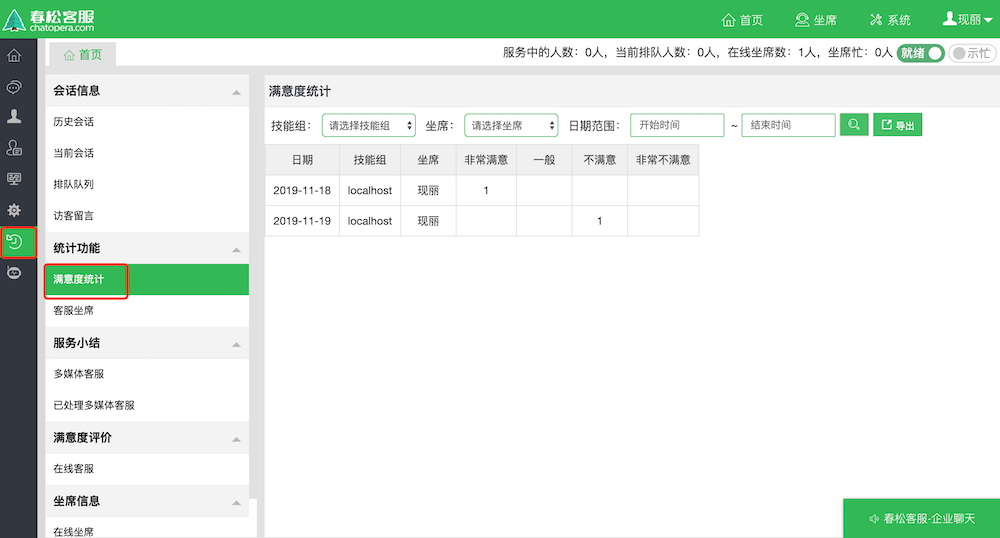 春松客服
chatopera.com
首页 坐席 系统 现丽
首页
服务中的人数：0人，当前排队人数：0人，在线坐席数：1人，坐席忙：0人 就绪 示忙
会话信息
历史会话
当前会话
排队队列
访客留言
统计功能
满意度统计
客服坐席
服务小结
多媒体客服
已处理多媒体客服
满意度评价
在线客服
坐席信息
在线坐席
满意度统计
技能组： 请选择技能组 坐席： 请选择坐席 日期范围： 开始时间 ~ 结束时间 导出
日期 技能组 坐席 非常满意 一般 不满意 非常不满意
2019-11-18 localhost 现丽 1
2019-11-19 localhost 现丽 1
春松客服-企业聊天